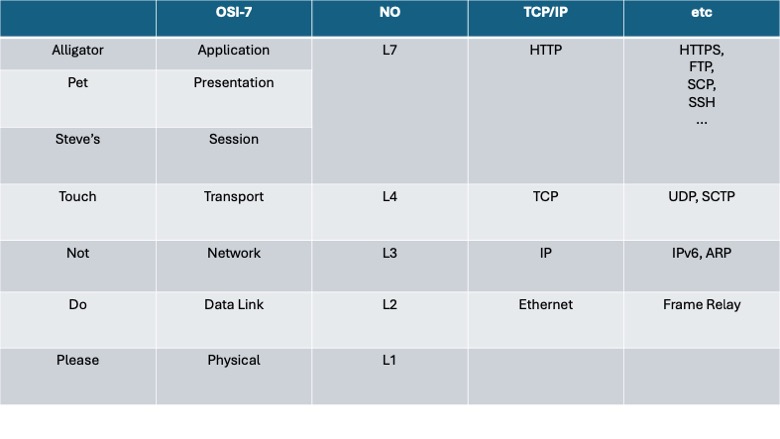 OSI-7 NO TCP/IP etc
Alligator Application L7 HTTP HTTPS,
FTP,
Pet Presentation SCP,
SSH
...
Steve's Session
Touch Transport L4 TCP UDP, SCTP
Not Network L3 IP IPv6, ARP
Do Data Link L2 Ethernet Frame Relay
Please Physical L1